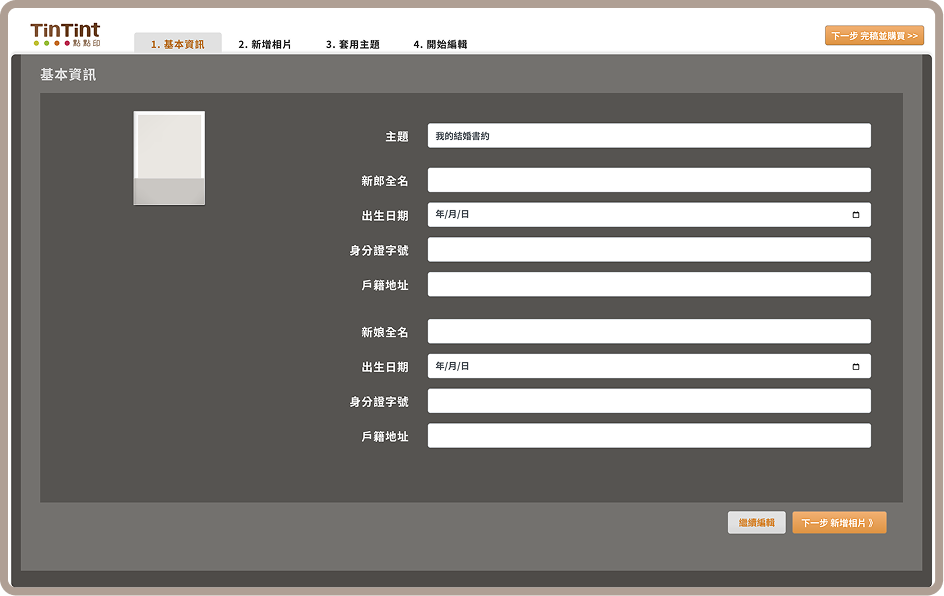 TinTint
點點印
1. 基本資訊
2. 新增相片
3. 套用主題
4. 開始編輯
下一步 完稿並購買 >>
基本資訊
主題
我的結婚書約
新郎全名
出生日期
年/月/日
身分證字號
戶籍地址
新娘全名
出生日期
年/月/日
身分證字號
戶籍地址
繼續編輯
下一步 新增相片 》